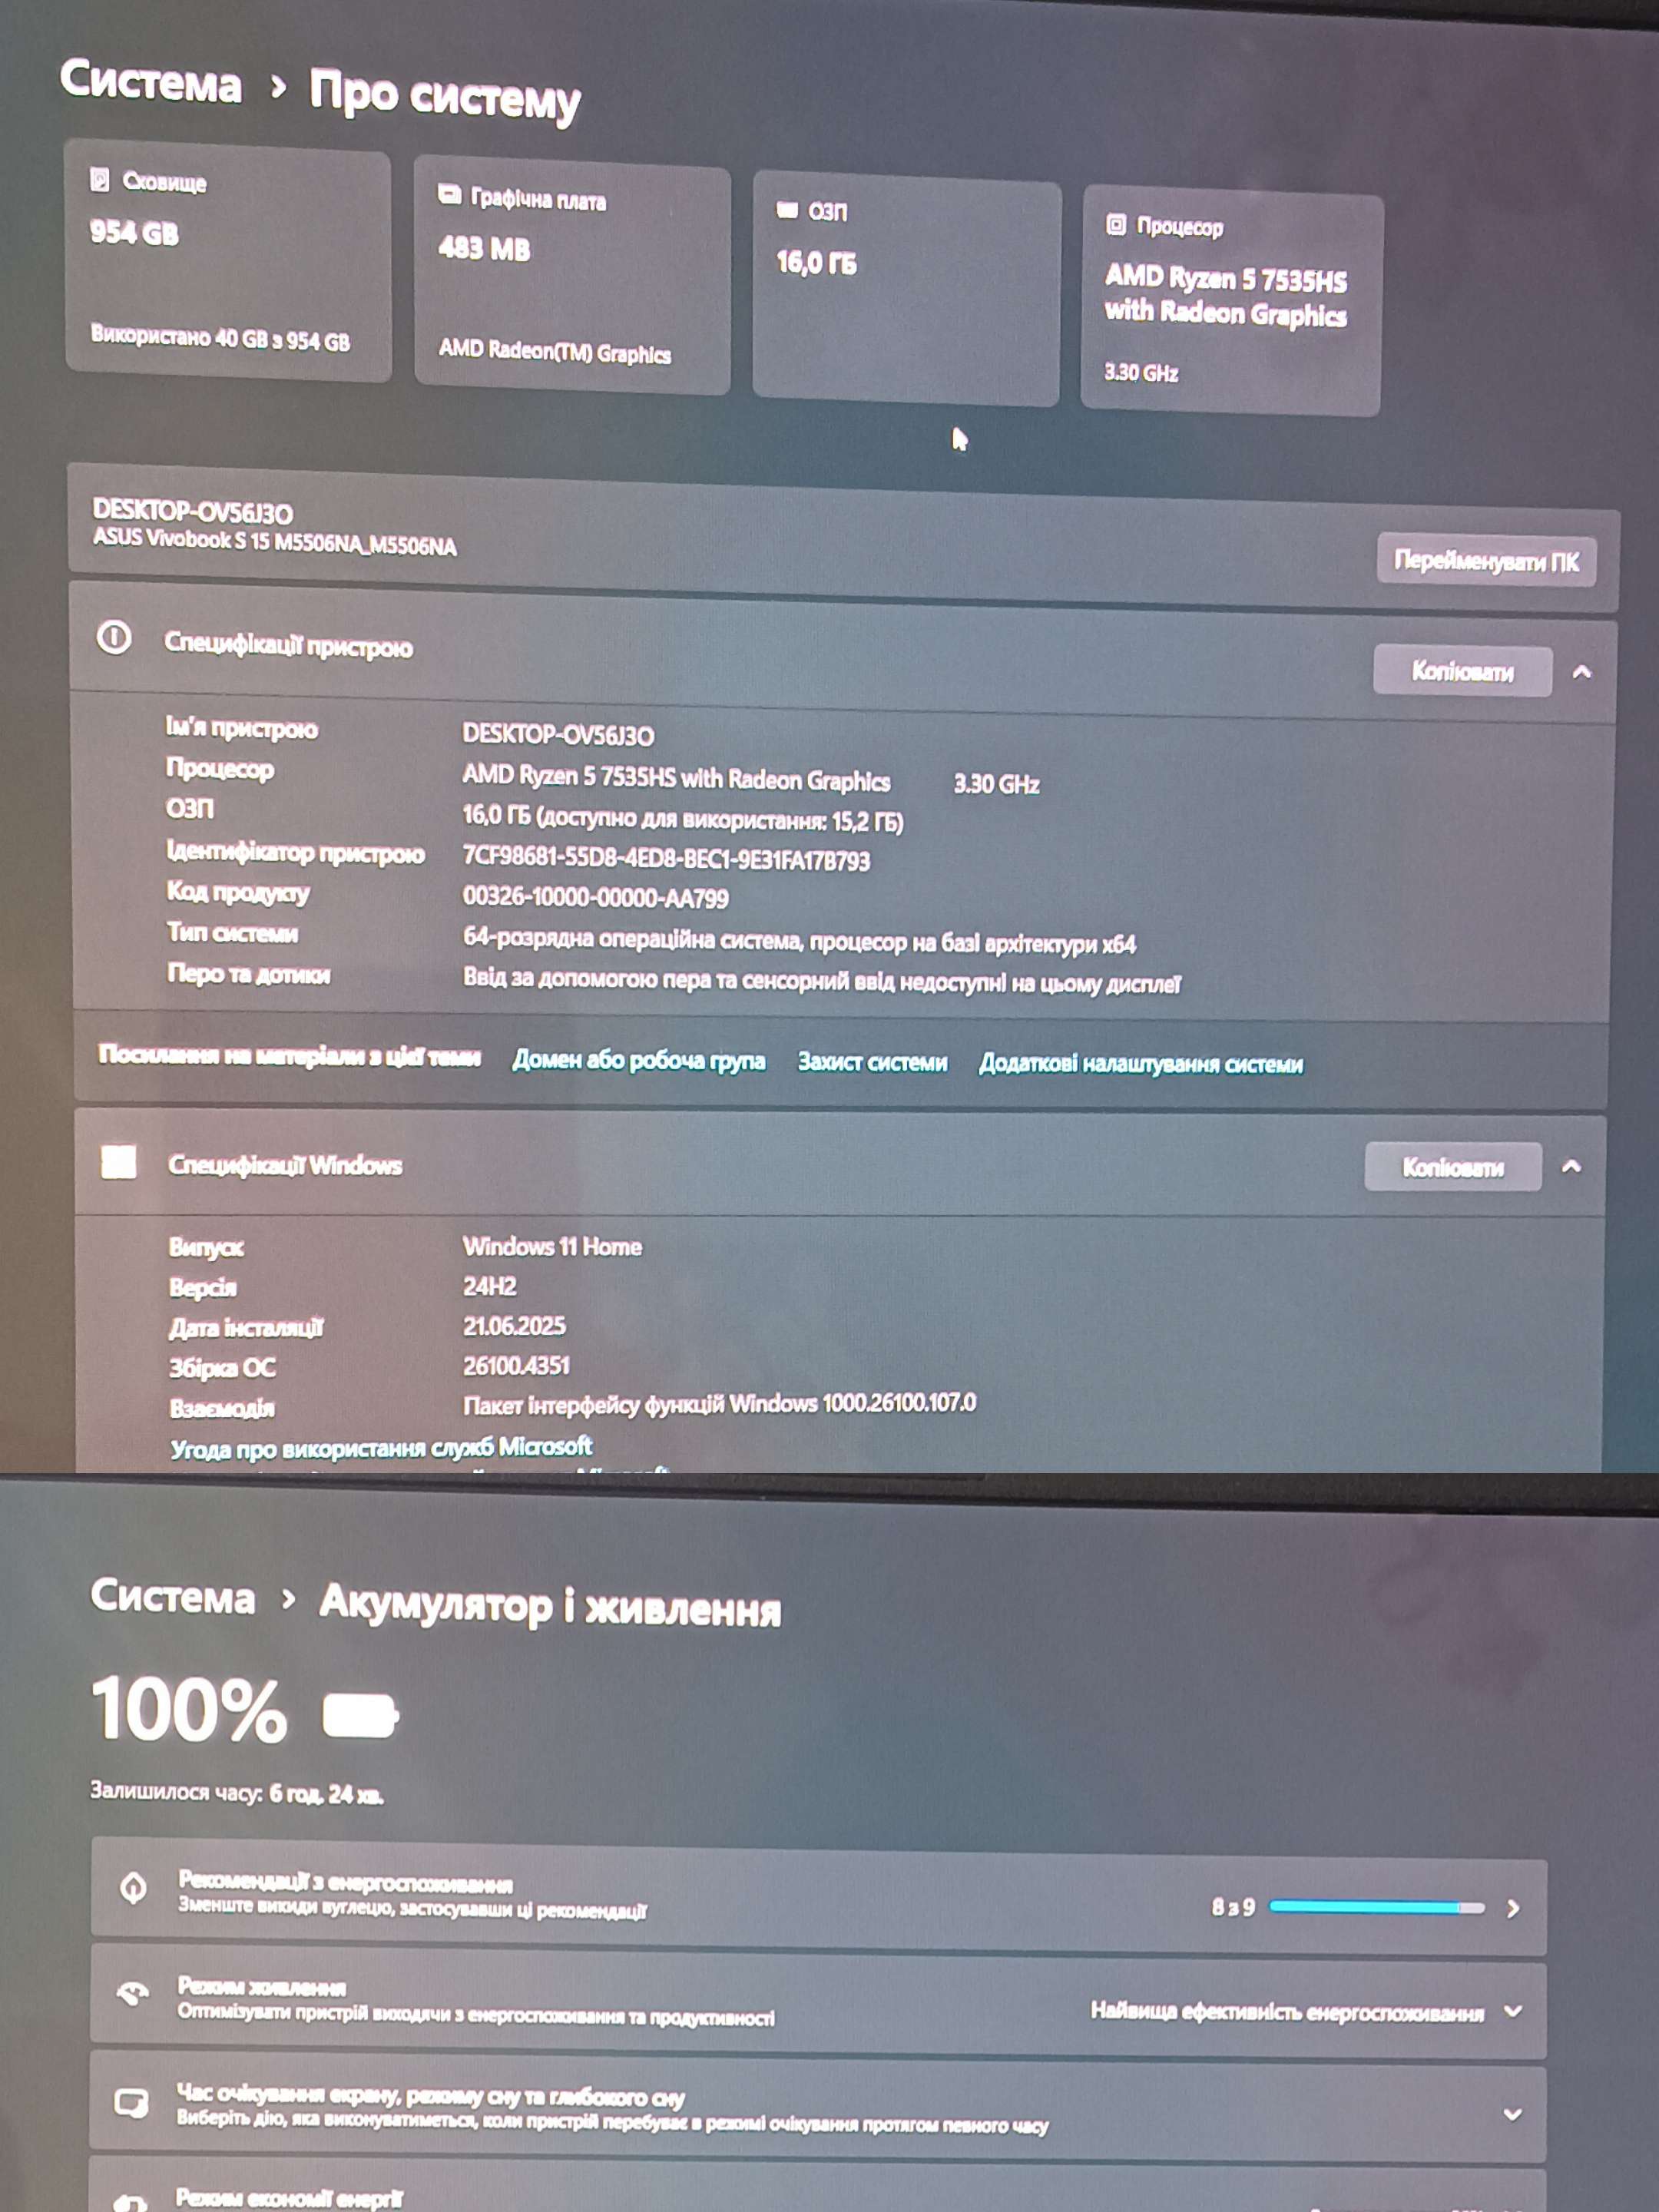 Система > Про систему
Сховище
954 GB
Використано 40 GB з 954 GB
Графічна плата
483 MB
AMD Radeon(TM) Graphics
ОЗП
16,0 ГБ
Процесор
AMD Ryzen 5 7535HS
with Radeon Graphics
3.30 GHz
DESKTOP-OV56J3O
ASUS Vivobook S 15 M5506NA_M5506NA
Перейменувати ПК
Специфікації пристрою
Копіювати
Ім'я пристрою DESKTOP-OV56J3O
Процесор AMD Ryzen 5 7535HS with Radeon Graphics 3.30 GHz
ОЗП 16,0 ГБ (доступно для використання: 15,2 ГБ)
Ідентифікатор пристрою 7CF98681-55D8-4ED8-BEC1-9E31FA17B793
Код продукту 00326-10000-00000-AA799
Тип системи 64-розрядна операційна система, процесор на базі архітектури x64
Перо та дотики Ввід за допомогою пера та сенсорний ввід недоступні на цьому дисплеї
Посилання на матеріали з цієї теми Домен або робоча група Захист системи Додаткові налаштування системи
Специфікації Windows
Копіювати
Випуск Windows 11 Home
Версія 24H2
Дата інсталяції 21.06.2025
Збірка ОС 26100.4351
Взаємодія Пакет інтерфейсу функцій Windows 1000.26100.107.0
Угода про використання служб Microsoft
Система > Акумулятор і живлення
100%
Залишилося часу: 6 год. 24 хв.
Рекомендації з енергоспоживання
Зменште викиди вуглецю, застосувавши ці рекомендації
8 з 9
Режим живлення
Оптимізувати пристрій виходячи з енергоспоживання та продуктивності
Найвища ефективність енергоспоживання
Час очікування екрану, режиму сну та глибокого сну
Виберіть дію, яка виконуватиметься, коли пристрій перебуває в режимі очікування протягом певного часу
Режим економії енергії